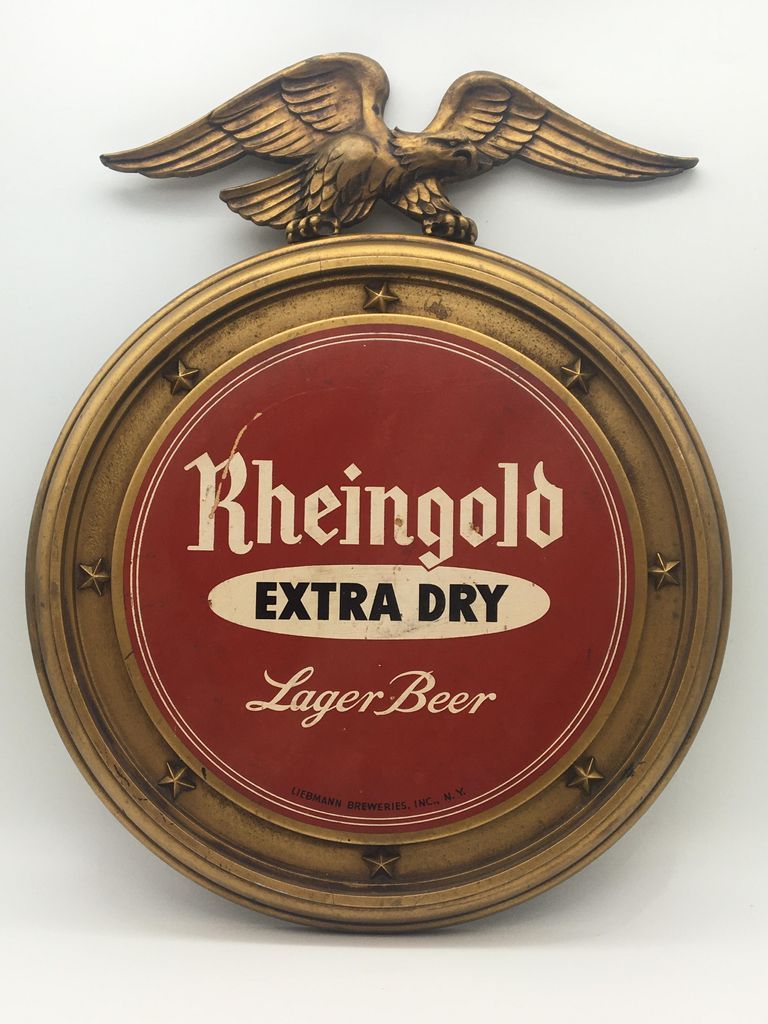 Rheingold
EXTRA DRY
Lager Beer
LIEBMANN BREWERIES, INC., N.Y.